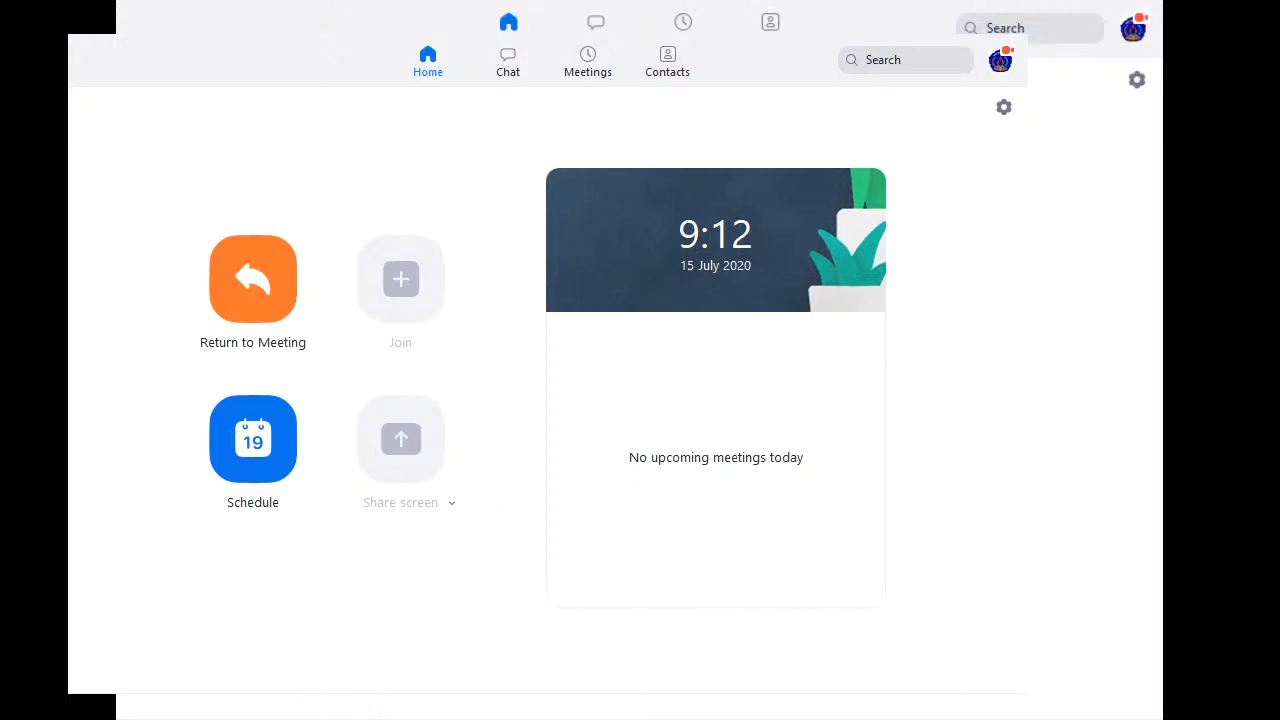 Search
Home
Chat
Meetings
Contacts
Search
9:12
15 July 2020
Return to Meeting
Join
19
Schedule
Share screen
No upcoming meetings today